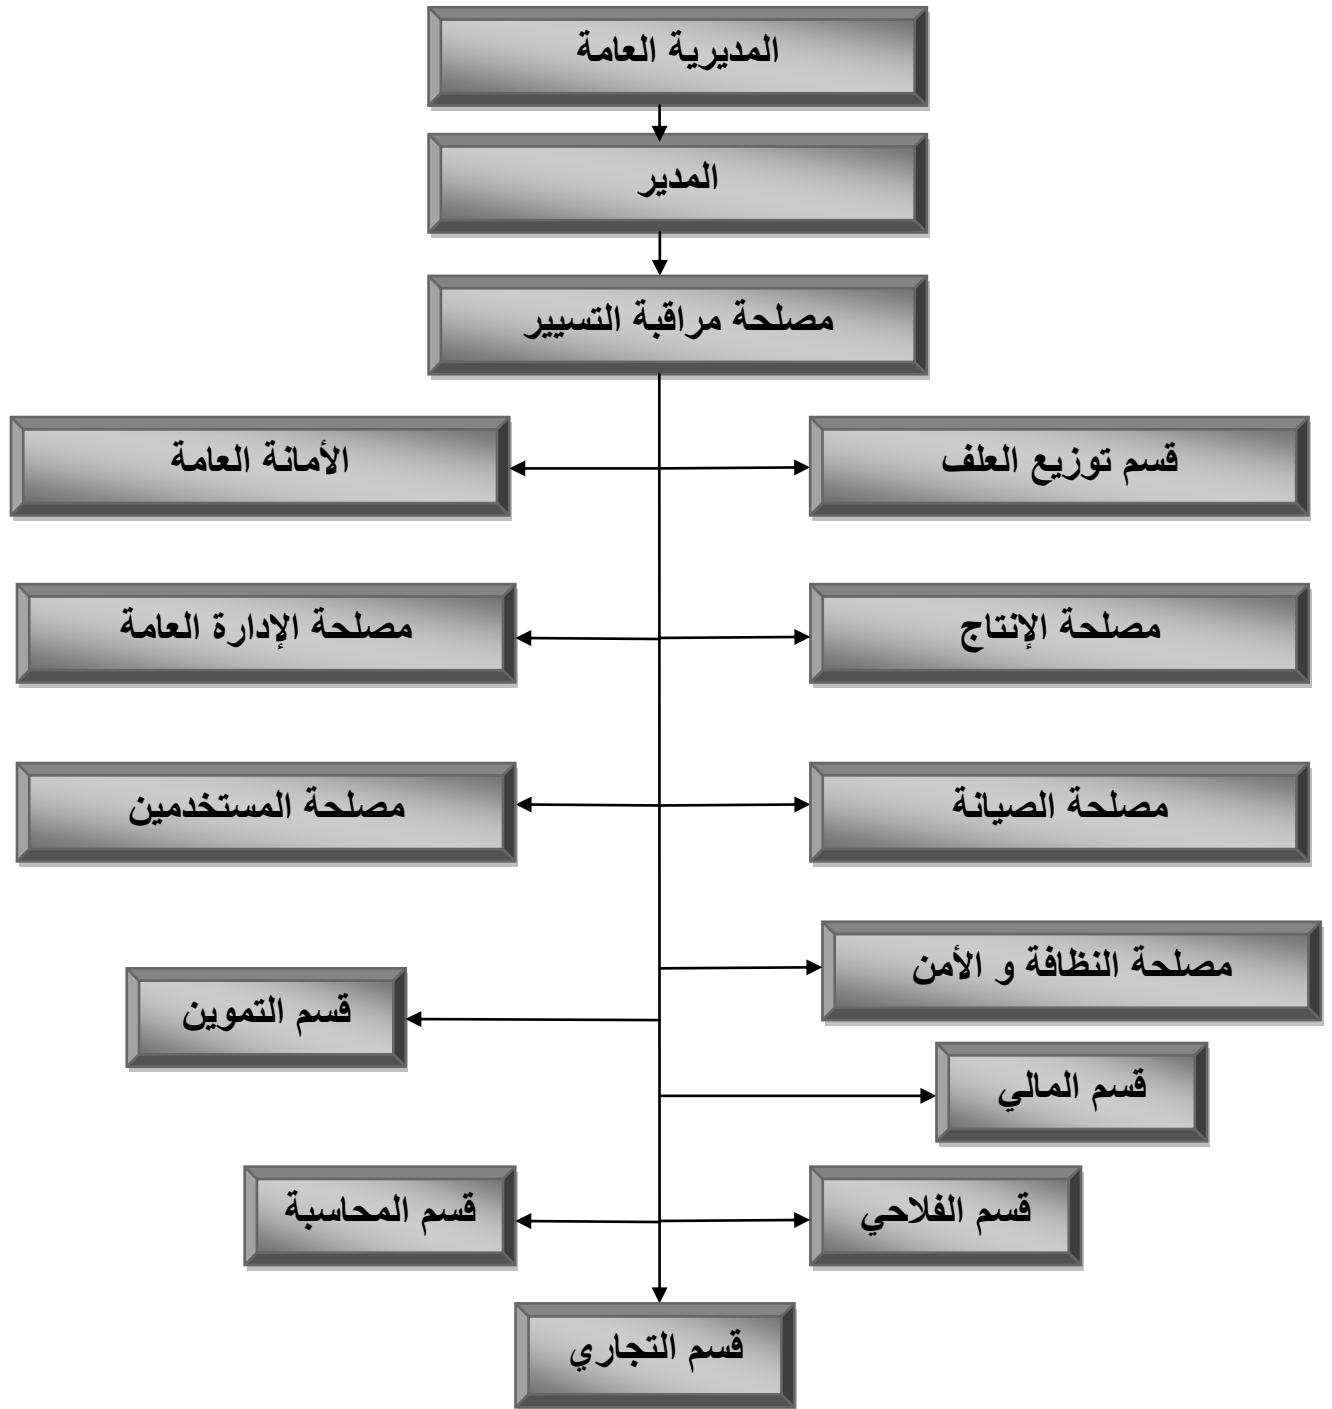 المديرية العامة
المدير
مصلحة مراقبة التسيير
قسم توزيع العلف
الأمانة العامة
مصلحة الإنتاج
مصلحة الإدارة العامة
مصلحة الصيانة
مصلحة المستخدمين
مصلحة النظافة و الأمن
قسم التموين
قسم المالي
قسم الفلاحي
قسم المحاسبة
قسم التجاري